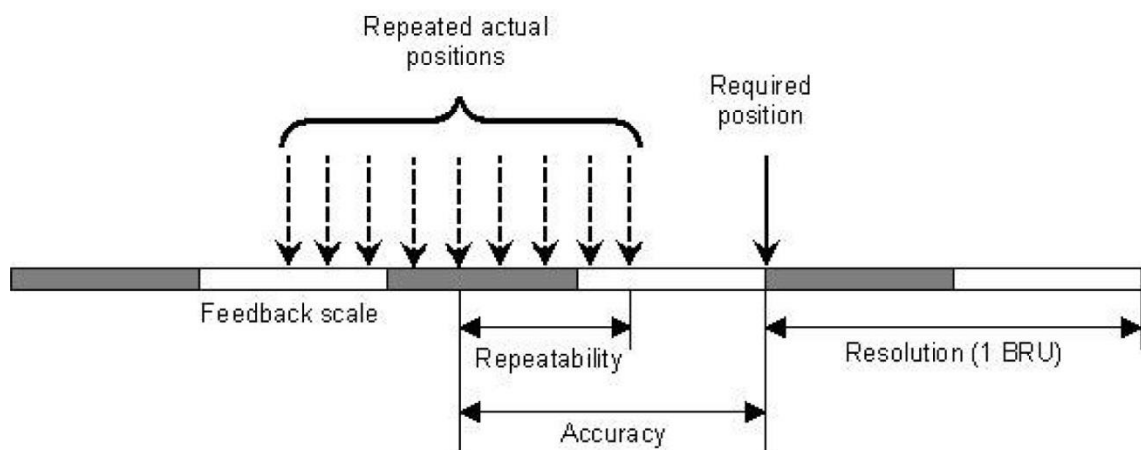 Repeated actual
positions
Required
position
Feedback scale
Repeatability
Resolution (1 BRU)
Accuracy